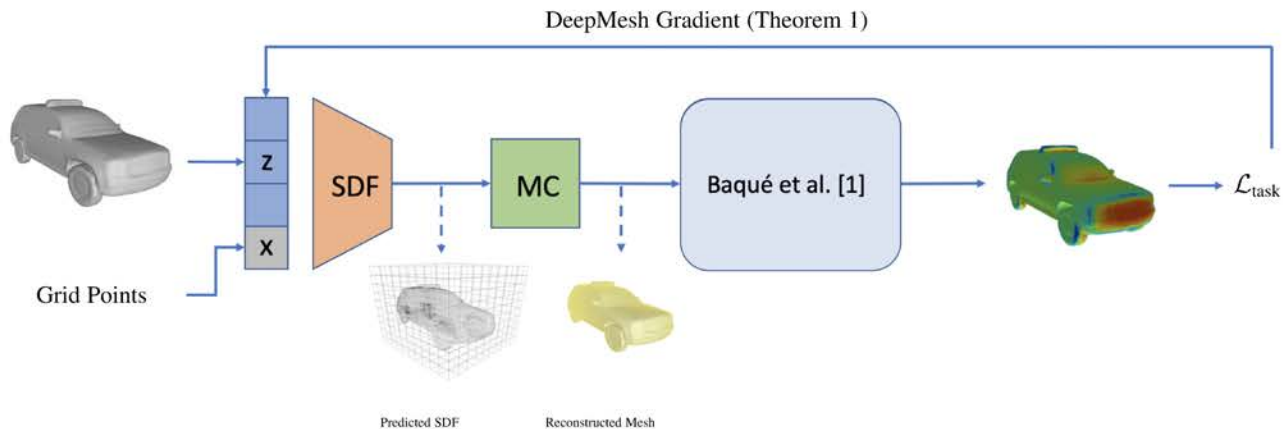 DeepMesh Gradient (Theorem 1)
Z
SDF
MC
Baqué et al. [1]
ℒtask
X
Grid Points
Predicted SDF
Reconstructed Mesh